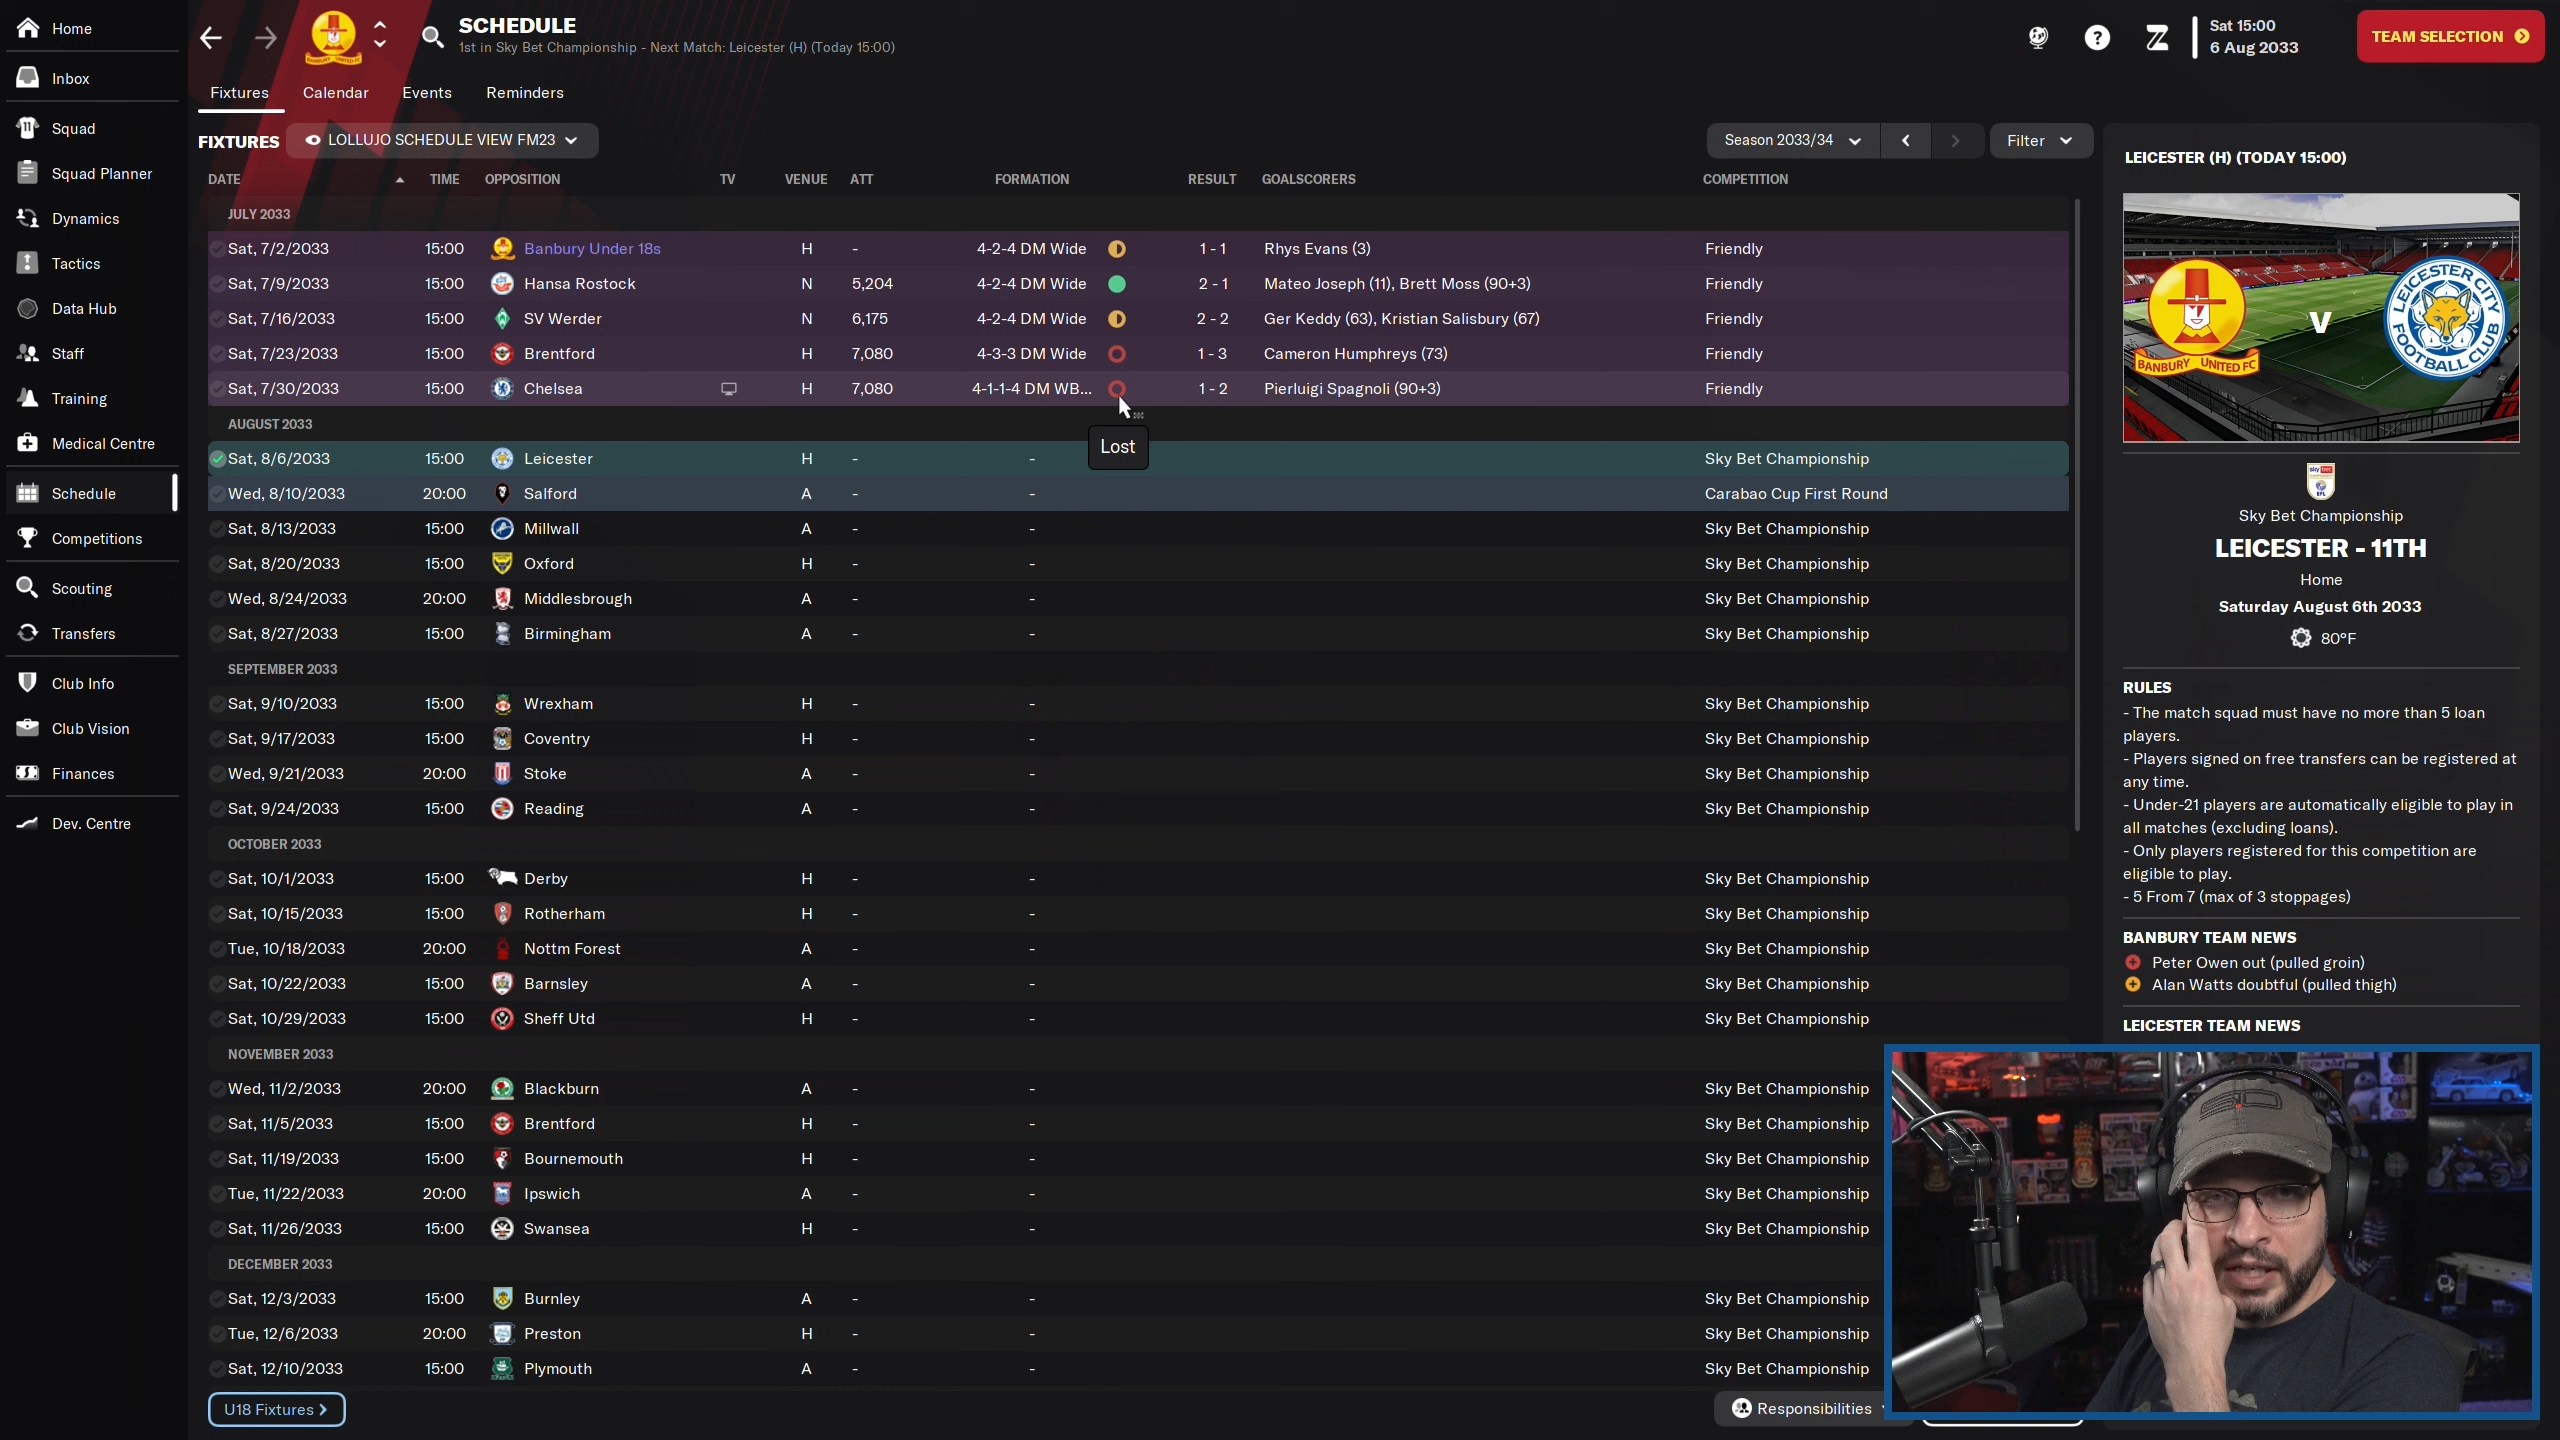 Home
Inbox
Squad
Squad Planner
Dynamics
Tactics
Data Hub
Staff
Training
Medical Centre
Schedule
Competitions
Scouting
Transfers
Club Info
Club Vision
Finances
Dev. Centre
SCHEDULE
1st in Sky Bet Championship - Next Match: Leicester (H) (Today 15:00)
Sat 15:00
6 Aug 2033
TEAM SELECTION
Fixtures Calendar Events Reminders
FIXTURES LOLLUJO SCHEDULE VIEW FM23 Season 2033/34 Filter
DATE TIME OPPOSITION TV VENUE ATT FORMATION RESULT GOALSCORERS COMPETITION
JULY 2033
Sat, 7/2/2033 15:00 Banbury Under 18s H - 4-2-4 DM Wide 1 - 1 Rhys Evans (3) Friendly
Sat, 7/9/2033 15:00 Hansa Rostock N 5,204 4-2-4 DM Wide 2 - 1 Mateo Joseph (11), Brett Moss (90+3) Friendly
Sat, 7/16/2033 15:00 SV Werder N 6,175 4-2-4 DM Wide 2 - 2 Ger Keddy (63), Kristian Salisbury (67) Friendly
Sat, 7/23/2033 15:00 Brentford H 7,080 4-3-3 DM Wide 1 - 3 Cameron Humphreys (73) Friendly
Sat, 7/30/2033 15:00 Chelsea H 7,080 4-1-1-4 DM WB... 1 - 2 Pierluigi Spagnoli (90+3) Friendly
Lost
AUGUST 2033
Sat, 8/6/2033 15:00 Leicester H - - Sky Bet Championship
Wed, 8/10/2033 20:00 Salford A - - Carabao Cup First Round
Sat, 8/13/2033 15:00 Millwall A - - Sky Bet Championship
Sat, 8/20/2033 15:00 Oxford H - - Sky Bet Championship
Wed, 8/24/2033 20:00 Middlesbrough A - - Sky Bet Championship
Sat, 8/27/2033 15:00 Birmingham A - - Sky Bet Championship
SEPTEMBER 2033
Sat, 9/10/2033 15:00 Wrexham H - - Sky Bet Championship
Sat, 9/17/2033 15:00 Coventry H - - Sky Bet Championship
Wed, 9/21/2033 20:00 Stoke A - - Sky Bet Championship
Sat, 9/24/2033 15:00 Reading A - - Sky Bet Championship
OCTOBER 2033
Sat, 10/1/2033 15:00 Derby H - - Sky Bet Championship
Sat, 10/15/2033 15:00 Rotherham H - - Sky Bet Championship
Tue, 10/18/2033 20:00 Nottm Forest A - - Sky Bet Championship
Sat, 10/22/2033 15:00 Barnsley A - - Sky Bet Championship
Sat, 10/29/2033 15:00 Sheff Utd H - - Sky Bet Championship
NOVEMBER 2033
Wed, 11/2/2033 20:00 Blackburn A - - Sky Bet Championship
Sat, 11/5/2033 15:00 Brentford H - - Sky Bet Championship
Sat, 11/19/2033 15:00 Bournemouth H - - Sky Bet Championship
Tue, 11/22/2033 20:00 Ipswich A - - Sky Bet Championship
Sat, 11/26/2033 15:00 Swansea H - - Sky Bet Championship
DECEMBER 2033
Sat, 12/3/2033 15:00 Burnley A - - Sky Bet Championship
Tue, 12/6/2033 20:00 Preston H - - Sky Bet Championship
Sat, 12/10/2033 15:00 Plymouth A - - Sky Bet Championship
U18 Fixtures Responsibilities
LEICESTER (H) (TODAY 15:00)
BANBURY UNITED FC
V
LEICESTER CITY
FOOTBALL CLUB
sky bet
EFL
Sky Bet Championship
LEICESTER - 11TH
Home
Saturday August 6th 2033
80°F
RULES
- The match squad must have no more than 5 loan
players.
- Players signed on free transfers can be registered at
any time.
- Under-21 players are automatically eligible to play in
all matches (excluding loans).
- Only players registered for this competition are
eligible to play.
- 5 From 7 (max of 3 stoppages)
BANBURY TEAM NEWS
Peter Owen out (pulled groin)
Alan Watts doubtful (pulled thigh)
LEICESTER TEAM NEWS